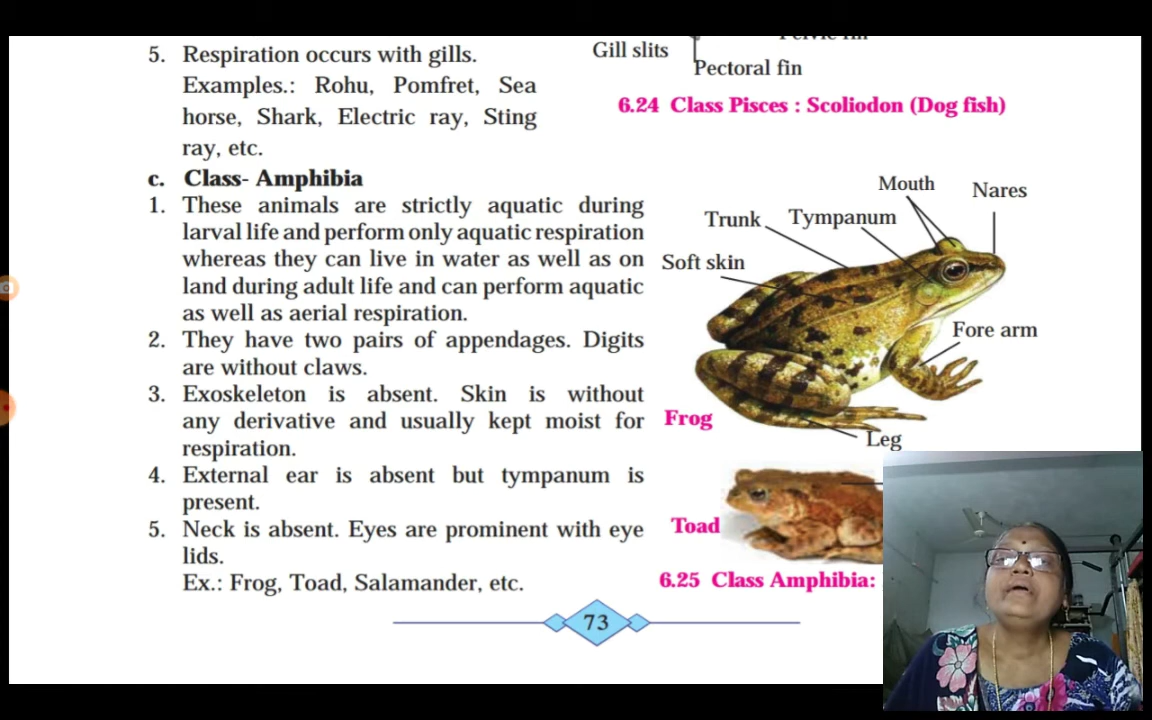 5. Respiration occurs with gills.
Examples.: Rohu, Pomfret, Sea
horse, Shark, Electric ray, Sting
ray, etc.
c. Class- Amphibia
1. These animals are strictly aquatic during
larval life and perform only aquatic respiration
whereas they can live in water as well as on
land during adult life and can perform aquatic
as well as aerial respiration.
2. They have two pairs of appendages. Digits
are without claws.
3. Exoskeleton is absent. Skin is without
any derivative and usually kept moist for
respiration.
4. External ear is absent but tympanum is
present.
5. Neck is absent. Eyes are prominent with eye
lids.
Ex.: Frog, Toad, Salamander, etc.
Gill slits
Pectoral fin
6.24 Class Pisces : Scoliodon (Dog fish)
Mouth
Nares
Trunk
Tympanum
Soft skin
Fore arm
Frog
Leg
Toad
6.25 Class Amphibia:
73